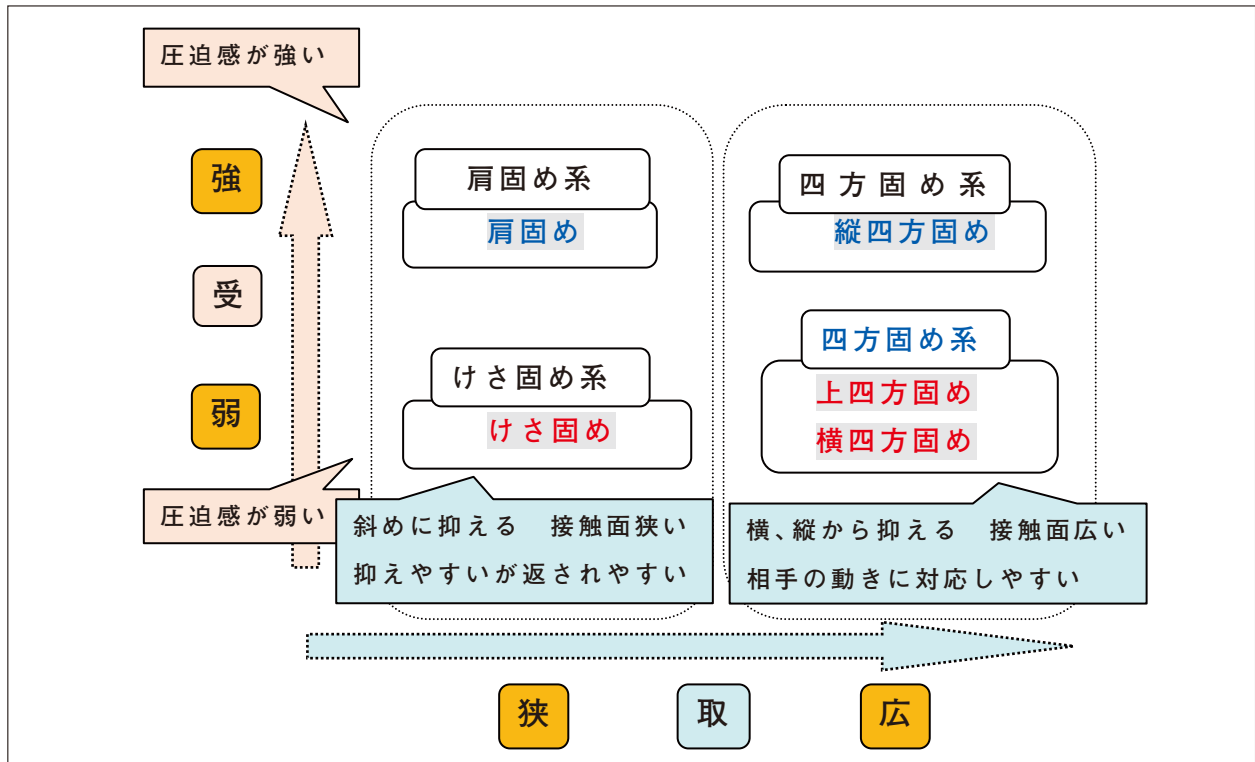 圧迫感が強い
強
受
弱
圧迫感が弱い
肩固め系
肩固め
四方固め系
縦四方固め
けさ固め系
けさ固め
四方固め系
上四方固め
横四方固め
斜めに抑える　接触面狭い
抑えやすいが返されやすい
横、縦から抑える　接触面広い
相手の動きに対応しやすい
狭
取
広